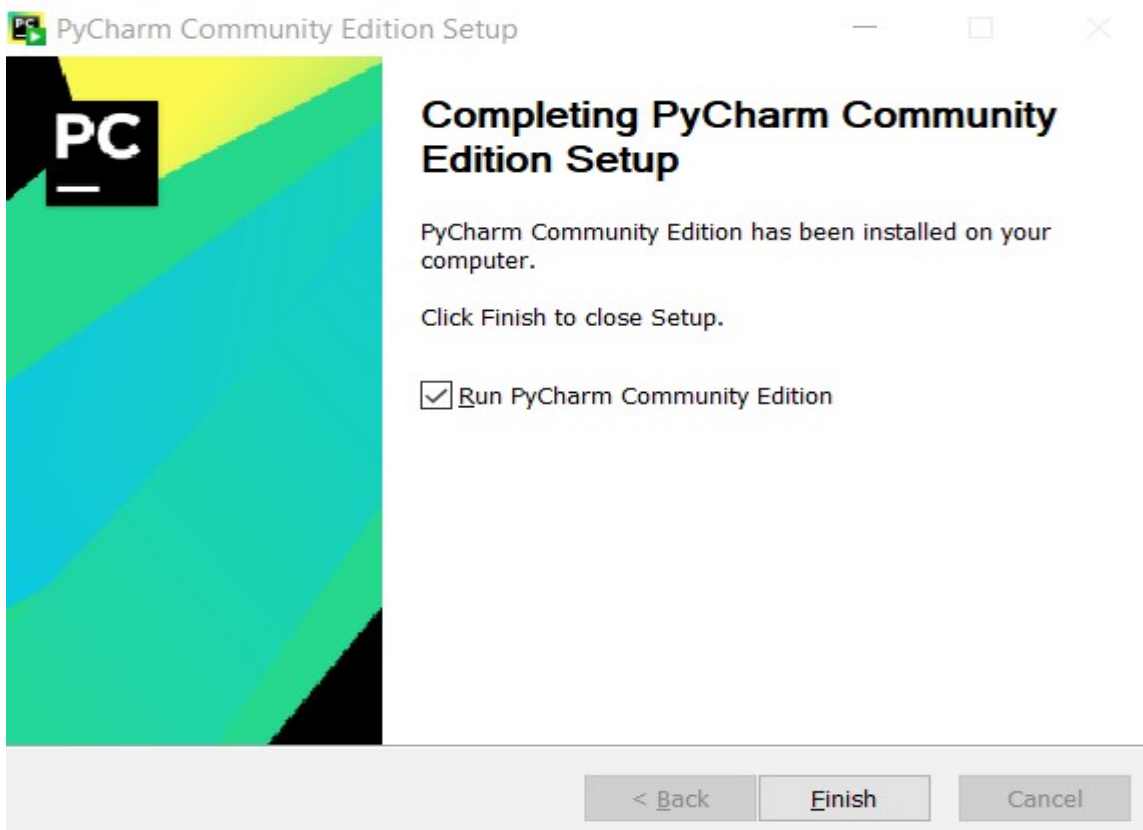 PyCharm Community Edition Setup
PC
Completing PyCharm Community
Edition Setup
PyCharm Community Edition has been installed on your
computer.
Click Finish to close Setup.
Run PyCharm Community Edition
< Back
Finish
Cancel